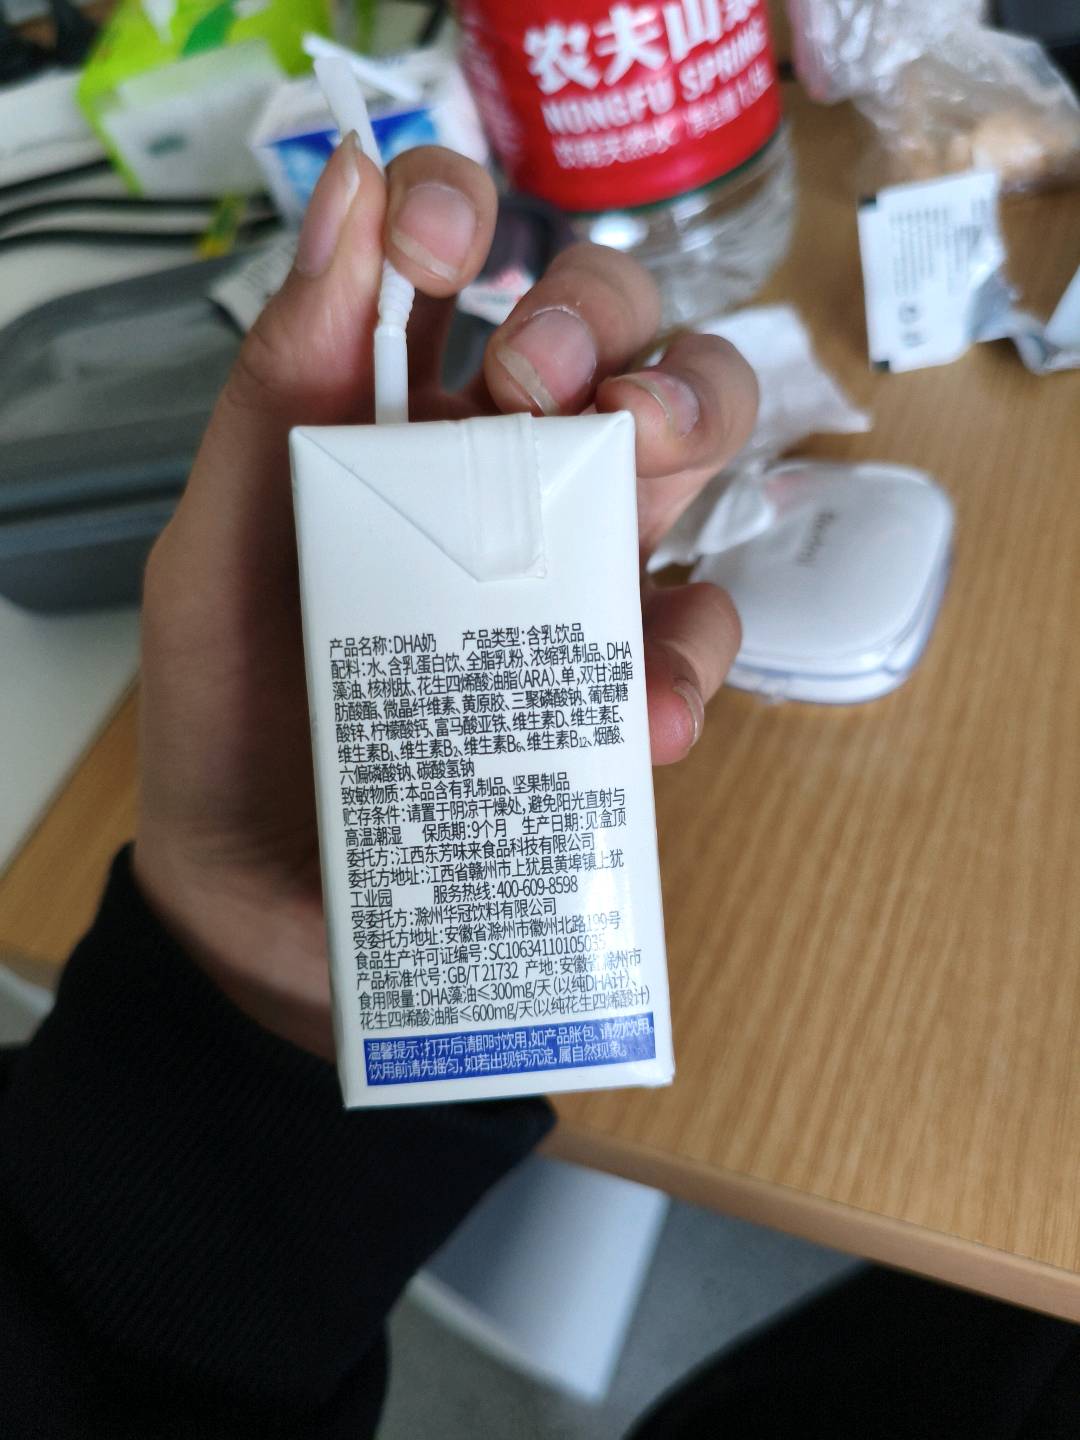 农夫山泉
NONGFU SPRING
饮用天然水
产品名称:DHA奶 产品类型:含乳饮品
配料:水、含乳蛋白饮、全脂乳粉、浓缩乳制品、DHA
藻油、核桃肽、花生四烯酸油脂(ARA)、单,双甘油脂
肪酸酯、微晶纤维素、黄原胶、三聚磷酸钠、葡萄糖
酸锌、柠檬酸钙、富马酸亚铁、维生素D、维生素E、
维生素B₁、维生素B₂、维生素B₆、维生素B₁₂、烟酸、
六偏磷酸钠、碳酸氢钠
致敏物质:本品含有乳制品、坚果制品
贮存条件:请置于阴凉干燥处,避免阳光直射与
高温潮湿 保质期:9个月 生产日期:见盒顶
委托方:江西东芳味来食品科技有限公司
委托方地址:江西省赣州市上犹县黄埠镇上犹
工业园 服务热线:400-609-8598
受委托方:滁州华冠饮料有限公司
受委托方地址:安徽省滁州市徽州北路199号
食品生产许可证编号:SC10634110105035
产品标准代号:GB/T 21732 产地:安徽省滁州市
食用限量:DHA藻油≤300mg/天(以纯DHA计)、
花生四烯酸油脂≤600mg/天(以纯花生四烯酸计)
温馨提示:打开后请即时饮用,如产品胀包、请勿饮用。
饮用前请先摇匀,如若出现钙沉淀,属自然现象。